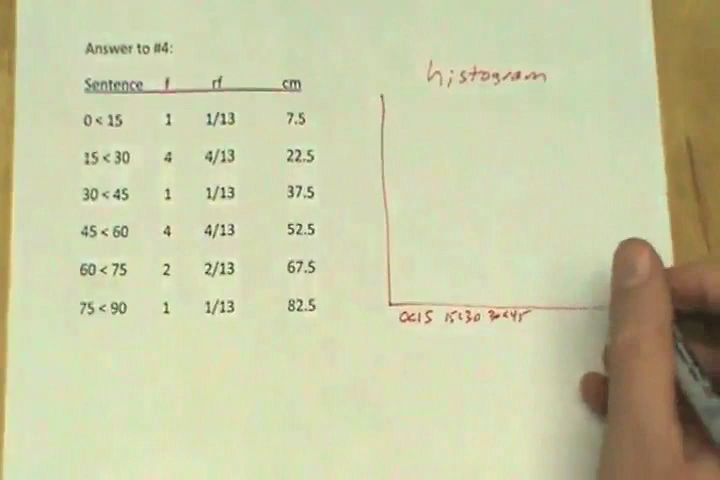 Answer to #4:
histogram
Sentence f rf cm
0 < 15 1 1/13 7.5
15 < 30 4 4/13 22.5
30 < 45 1 1/13 37.5
45 < 60 4 4/13 52.5
60 < 75 2 2/13 67.5
75 < 90 1 1/13 82.5
0<15 15<30 30<45